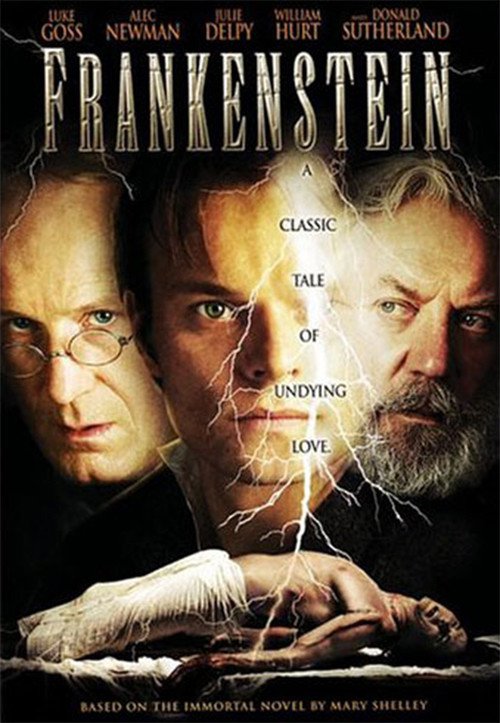 LUKE GOSS ALEC NEWMAN JULIE DELPY WILLIAM HURT AND DONALD SUTHERLAND
FRANKENSTEIN
A
CLASSIC
TALE
OF
UNDYING
LOVE.
BASED ON THE IMMORTAL NOVEL BY MARY SHELLEY